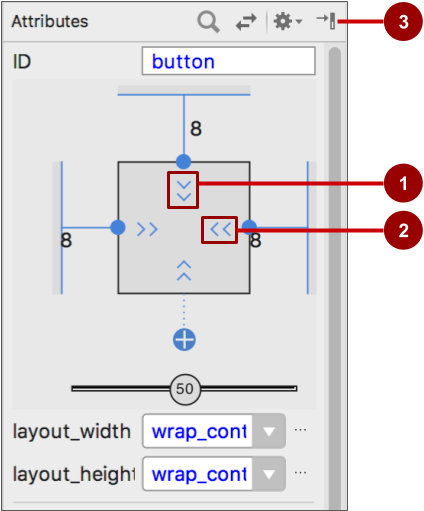 Attributes
3
ID
button
8
1
8
8
2
50
layout_width
wrap_cont
...
layout_height
wrap_cont
...